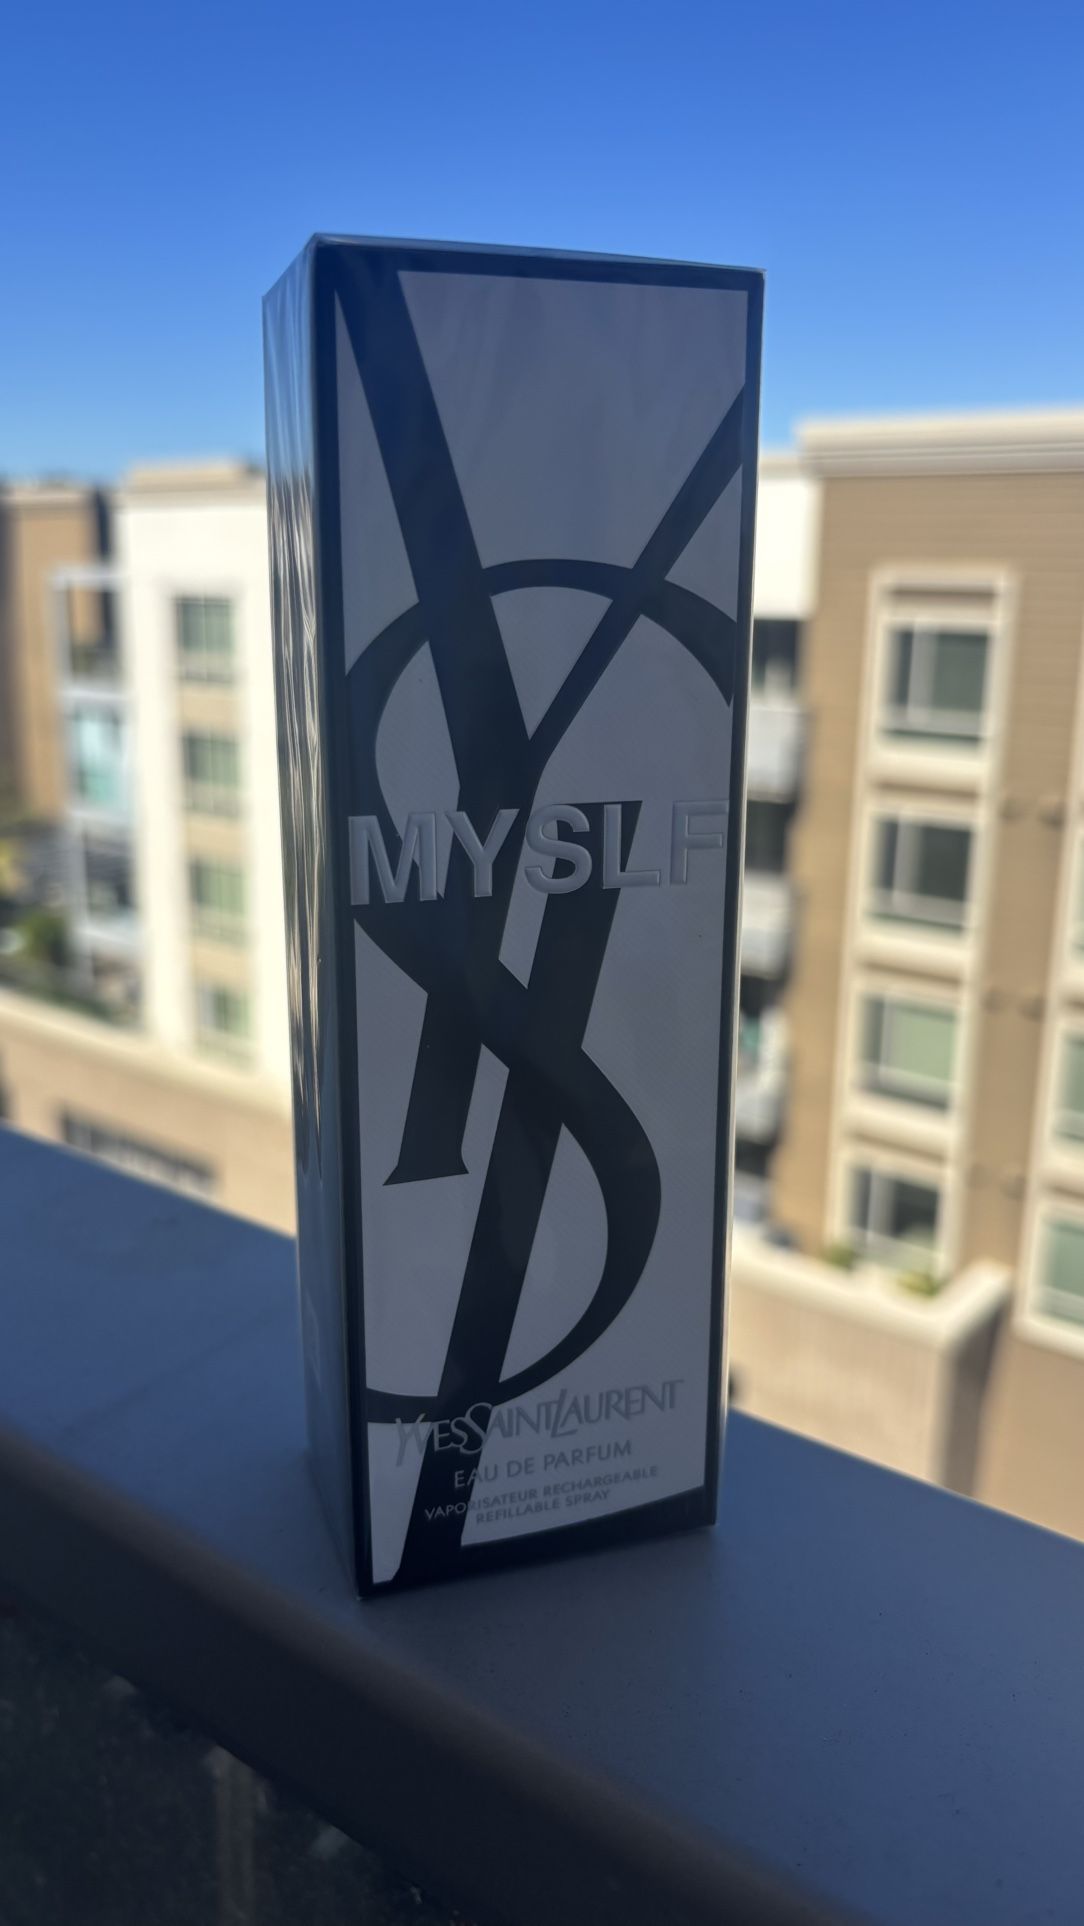 MYSLF
YVESSAINTLAURENT
EAU DE PARFUM
VAPORISATEUR RECHARGEABLE
REFILLABLE SPRAY